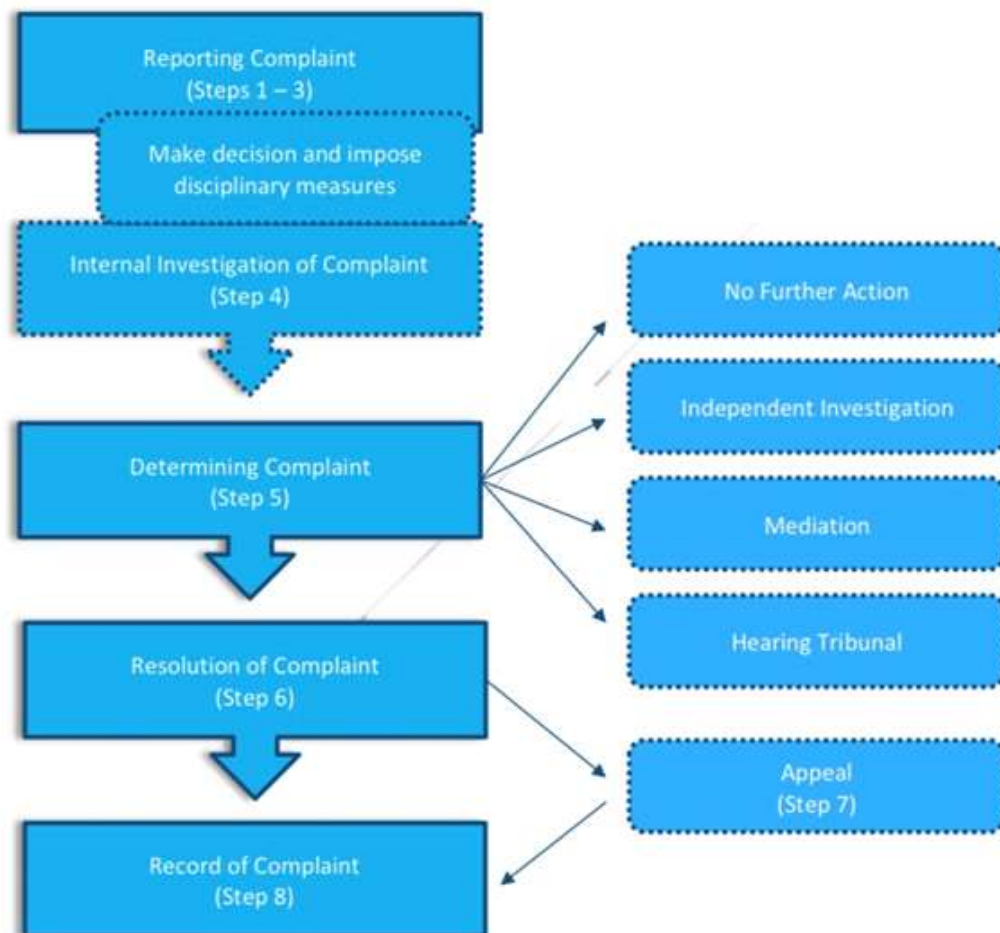 Reporting Complaint
(Steps 1 – 3)
Make decision and impose
disciplinary measures
Internal Investigation of Complaint
(Step 4)
No Further Action
Independent Investigation
Determining Complaint
(Step 5)
Mediation
Hearing Tribunal
Resolution of Complaint
(Step 6)
Appeal
(Step 7)
Record of Complaint
(Step 8)